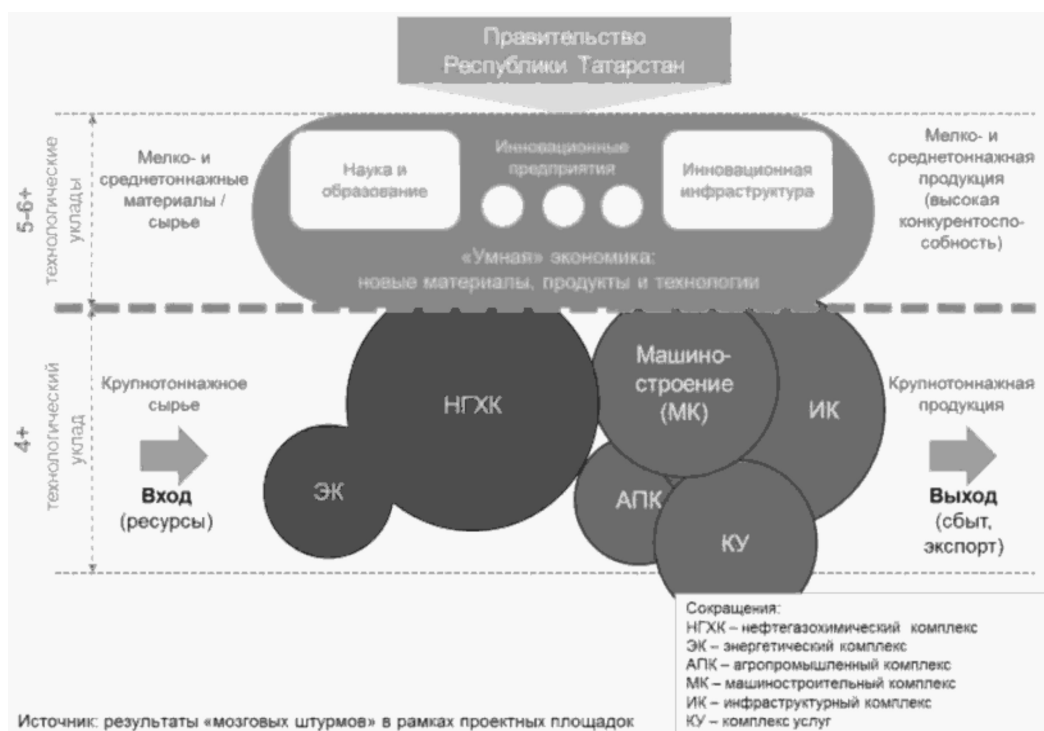 Правительство
Республики Татарстан
5-6+
технологические
уклады
Мелко- и
среднетоннажные
материалы /
сырье
Наука и
образование
Инновационные
предприятия
Инновационная
инфраструктура
Мелко- и
среднетоннажная
продукция
(высокая
конкурентоспо-
собность)
«Умная» экономика:
новые материалы, продукты и технологии
4+
технологический
уклад
Крупнотоннажное
сырье
Вход
(ресурсы)
НГХК
ЭК
Машино-
строение
(МК)
ИК
АПК
КУ
Крупнотоннажная
продукция
Выход
(сбыт,
экспорт)
Сокращения:
НГХК – нефтегазохимический комплекс
ЭК – энергетический комплекс
АПК – агропромышленный комплекс
МК – машиностроительный комплекс
ИК – инфраструктурный комплекс
КУ – комплекс услуг
Источник: результаты «мозговых штурмов» в рамках проектных площадок